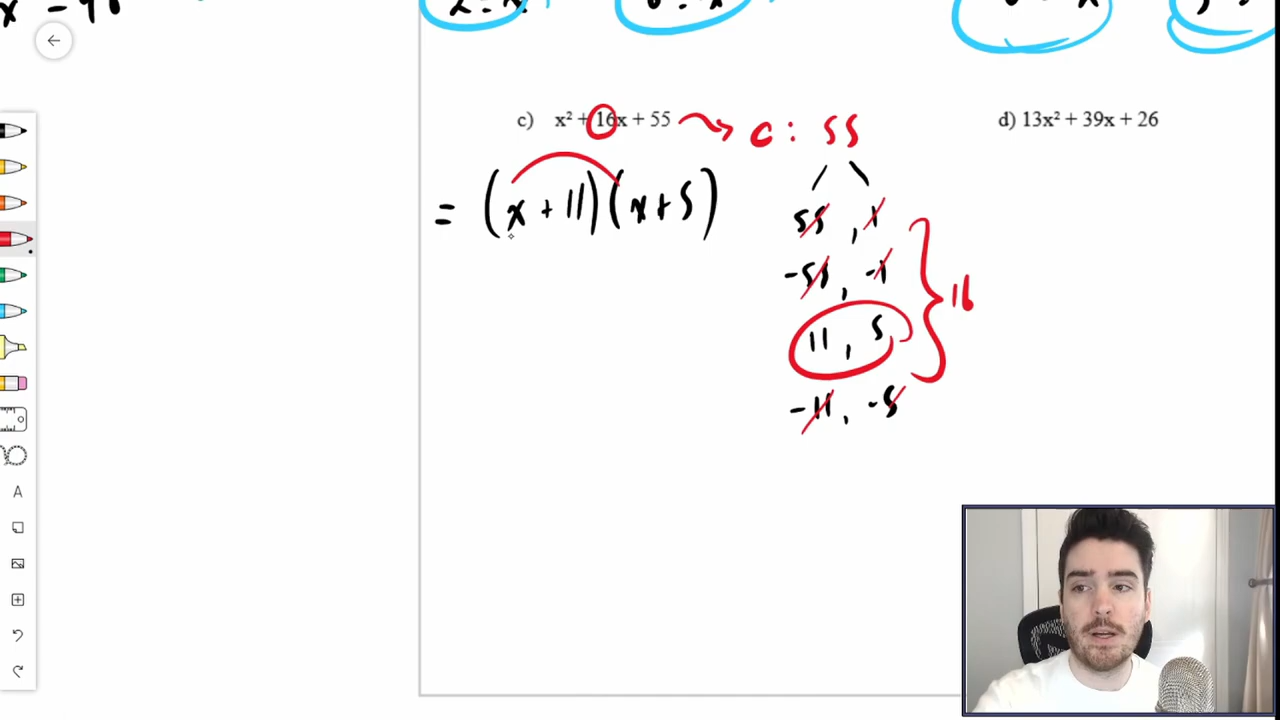 c) x² + 16x + 55
c : 55
d) 13x² + 39x + 26
= (x + 11)(x + 5)
55 , 1
-55 , -1
11 , 5
16
-11 , -5
A